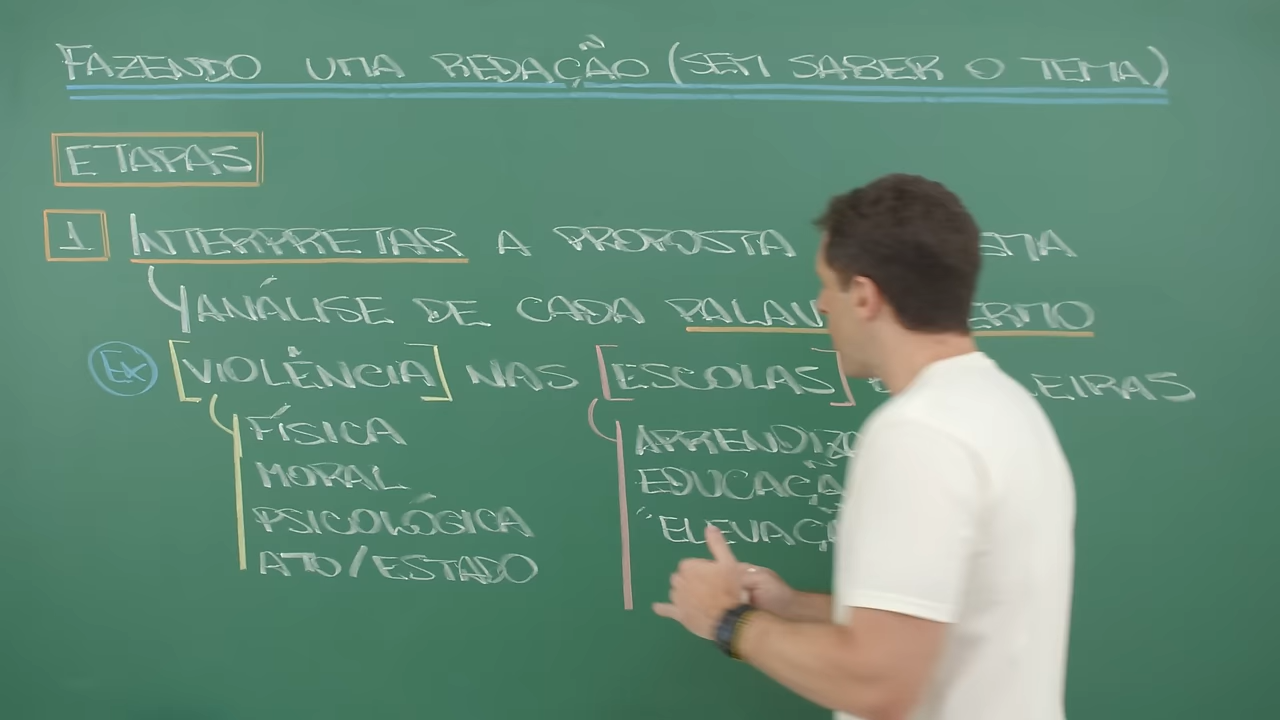 FAZENDO UMA REDAÇÃO (SEM SABER O TEMA)
ETAPAS
1 INTERPRETAR A PROPOSTA
ANÁLISE DE CADA
Ex [VIOLÊNCIA] NAS [ESCOLAS]
FÍSICA
MORAL
PSICOLÓGICA
ATO/ESTADO